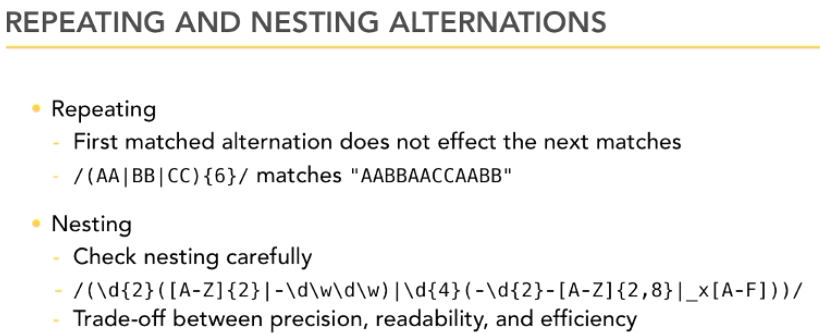 REPEATING AND NESTING ALTERNATIONS
• Repeating
- First matched alternation does not effect the next matches
- /(AA|BB|CC){6}/ matches "AABBAACCAABB"
• Nesting
- Check nesting carefully
- /(\d{2}([A-Z]{2}|-\d\w\d\w)|\d{4}(-\d{2}-[A-Z]{2,8}|_x[A-F]))/
- Trade-off between precision, readability, and efficiency